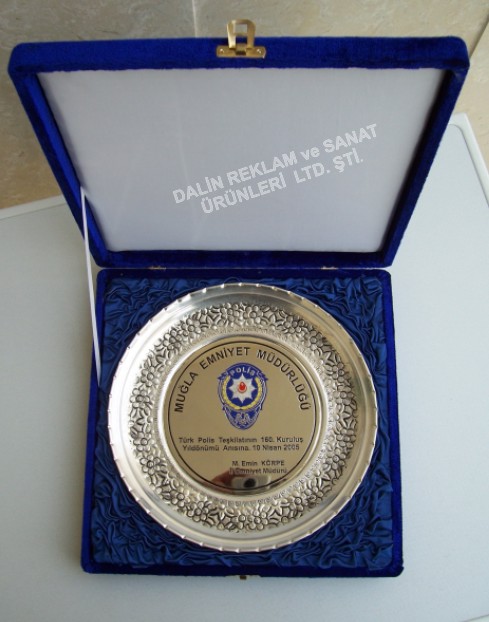 DALİN REKLAM ve SANAT
ÜRÜNLERİ LTD. ŞTİ.
MUĞLA EMNİYET MÜDÜRLÜĞÜ
POLİS
Türk Polis Teşkilatının 160. Kuruluş
Yıldönümü Anısına. 10 Nisan 2005
M. Emin KÖRPE
Emniyet Müdürü